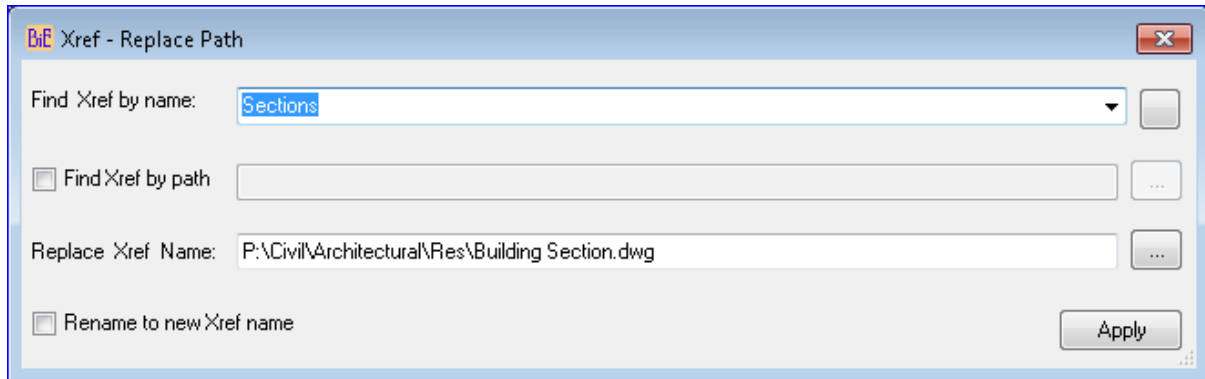 BiE Xref - Replace Path
Find Xref by name: Sections
Find Xref by path ...
Replace Xref Name: P:\Civil\Architectural\Res\Building Section.dwg ...
Rename to new Xref name
Apply